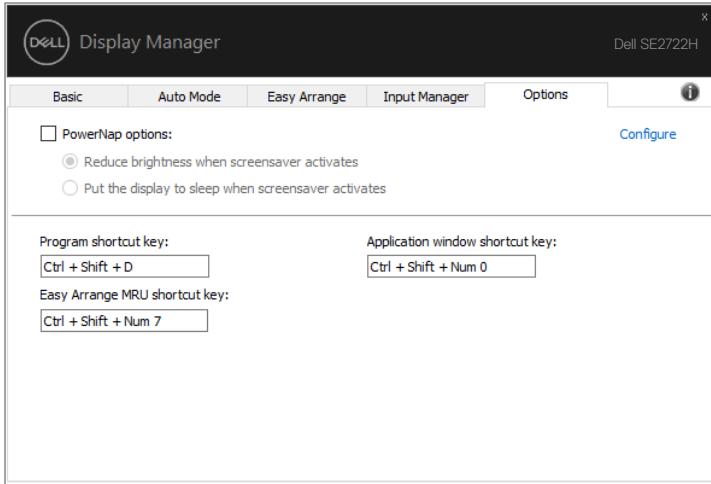 x
DELL Display Manager
Dell SE2722H
Basic Auto Mode Easy Arrange Input Manager Options i
PowerNap options: Configure
Reduce brightness when screensaver activates
Put the display to sleep when screensaver activates
Program shortcut key: Application window shortcut key:
Ctrl + Shift + D Ctrl + Shift + Num 0
Easy Arrange MRU shortcut key:
Ctrl + Shift + Num 7